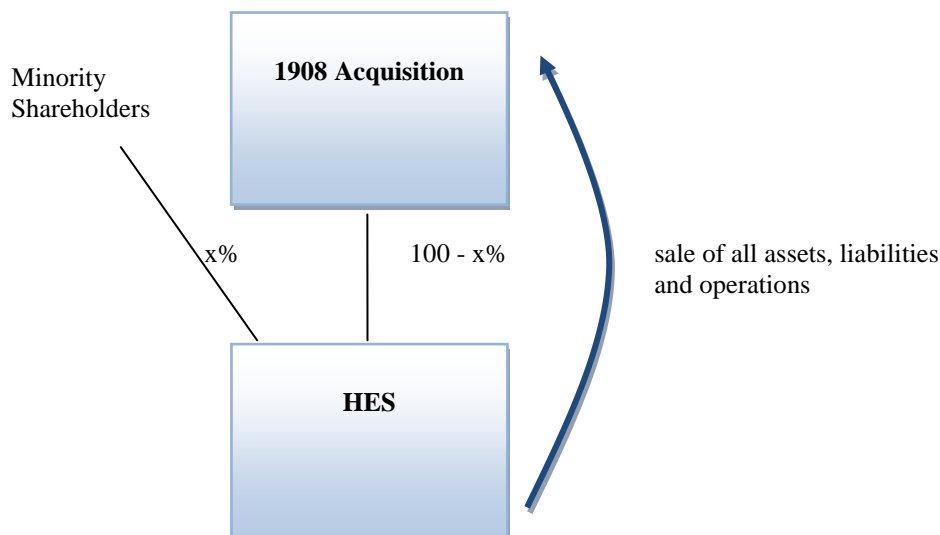 1908 Acquisition
Minority
Shareholders
x%
100 - x%
sale of all assets, liabilities
and operations
HES